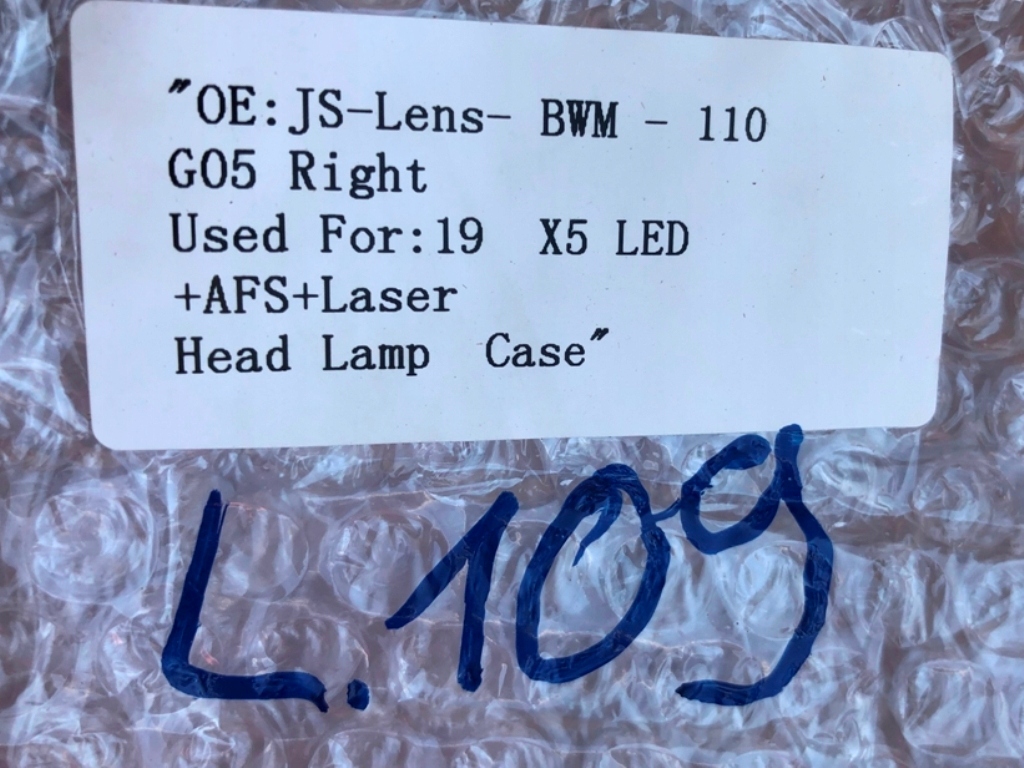 "OE:JS-Lens- BWM - 110
G05 Right
Used For:19 X5 LED
+AFS+Laser
Head Lamp Case"
L.109